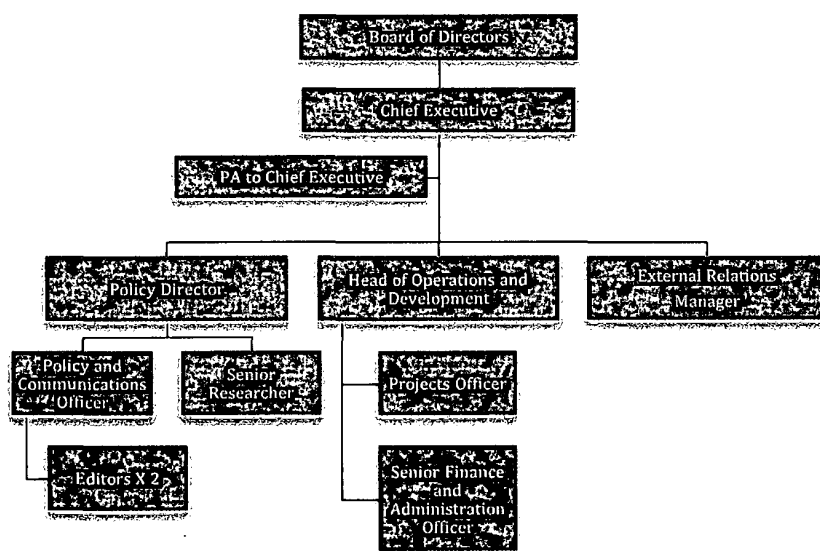 Board of Directors
Chief Executive
PA to Chief Executive
Policy Director
Head of Operations and
Development
External Relations
Manager
Policy and
Communications
Officer
Senior
Researcher
Projects Officer
Editors X 2
Senior Finance
and
Administration
Officer